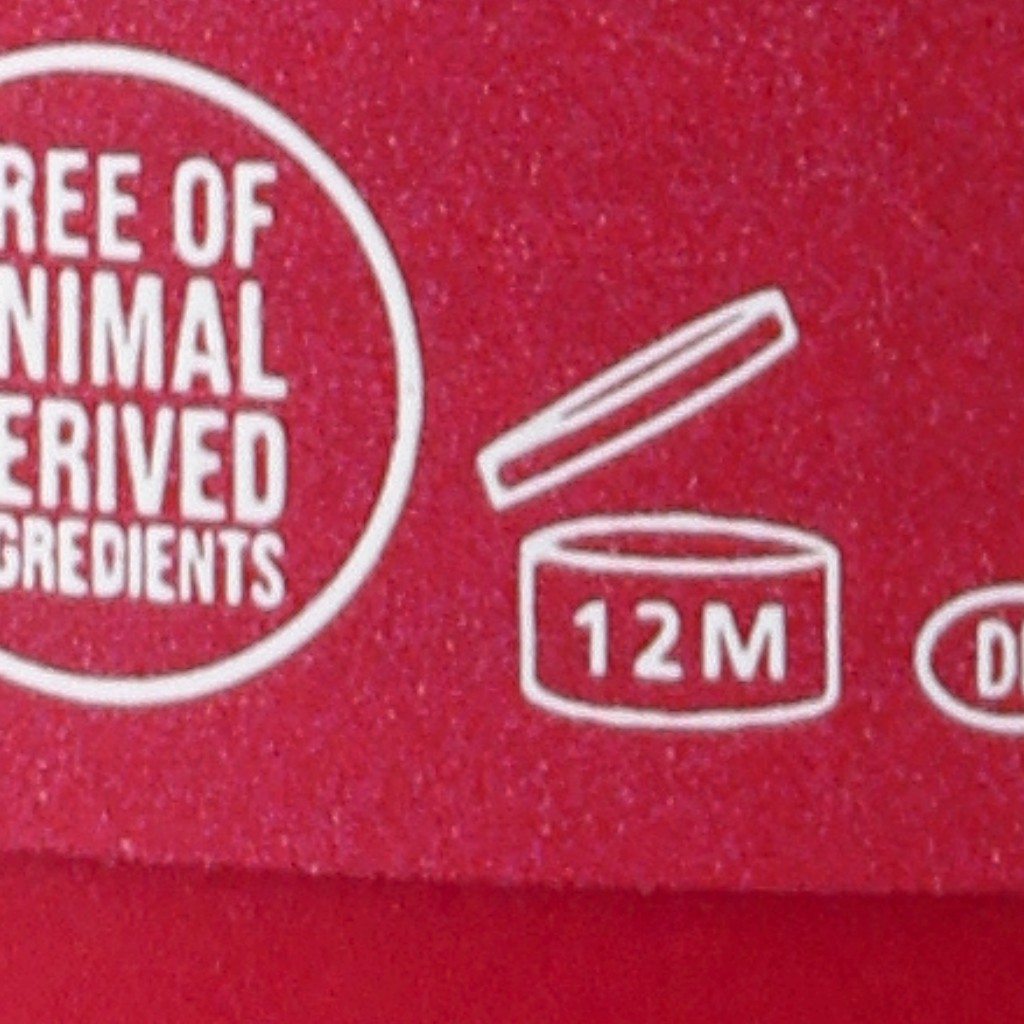 REE OF
NIMAL
ERIVED
GREDIENTS
12M